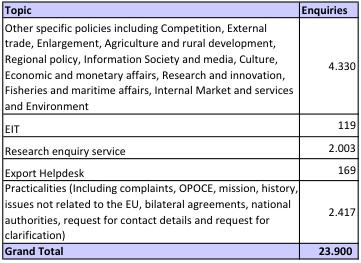 Topic Enquiries
Other specific policies including Competition, External
trade, Enlargement, Agriculture and rural development,
Regional policy, Information Society and media, Culture,
Economic and monetary affairs, Research and innovation,
Fisheries and maritime affairs, Internal Market and services
and Environment
4.330
EIT 119
Research enquiry service 2.003
Export Helpdesk 169
Practicalities (Including complaints, OPOCE, mission, history,
issues not related to the EU, bilateral agreements, national
authorities, request for contact details and request for
clarification)
2.417
Grand Total 23.900